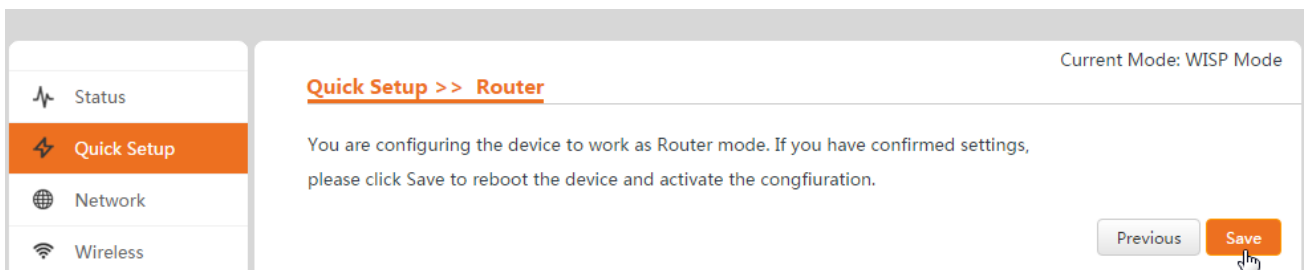 Current Mode: WISP Mode
Status
Quick Setup >> Router
Quick Setup
You are configuring the device to work as Router mode. If you have confirmed settings,
please click Save to reboot the device and activate the congfiuration.
Network
Wireless
Previous
Save